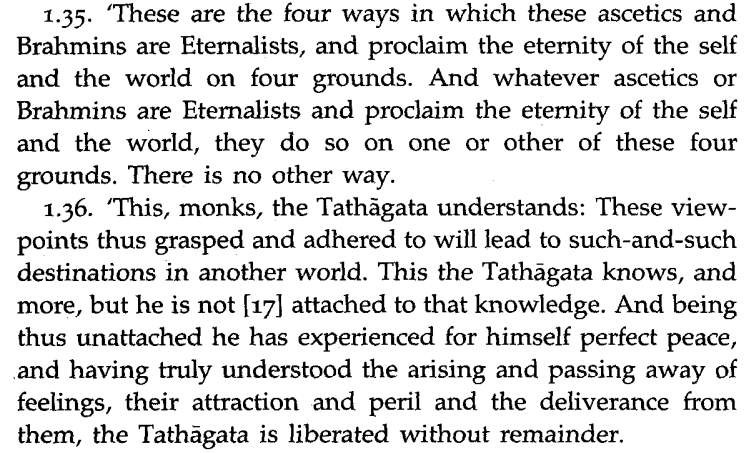 1.35. 'These are the four ways in which these ascetics and
Brahmins are Eternalists, and proclaim the eternity of the self
and the world on four grounds. And whatever ascetics or
Brahmins are Eternalists and proclaim the eternity of the self
and the world, they do so on one or other of these four
grounds. There is no other way.
1.36. 'This, monks, the Tathāgata understands: These view-
points thus grasped and adhered to will lead to such-and-such
destinations in another world. This the Tathāgata knows, and
more, but he is not [17] attached to that knowledge. And being
thus unattached he has experienced for himself perfect peace,
and having truly understood the arising and passing away of
feelings, their attraction and peril and the deliverance from
them, the Tathāgata is liberated without remainder.